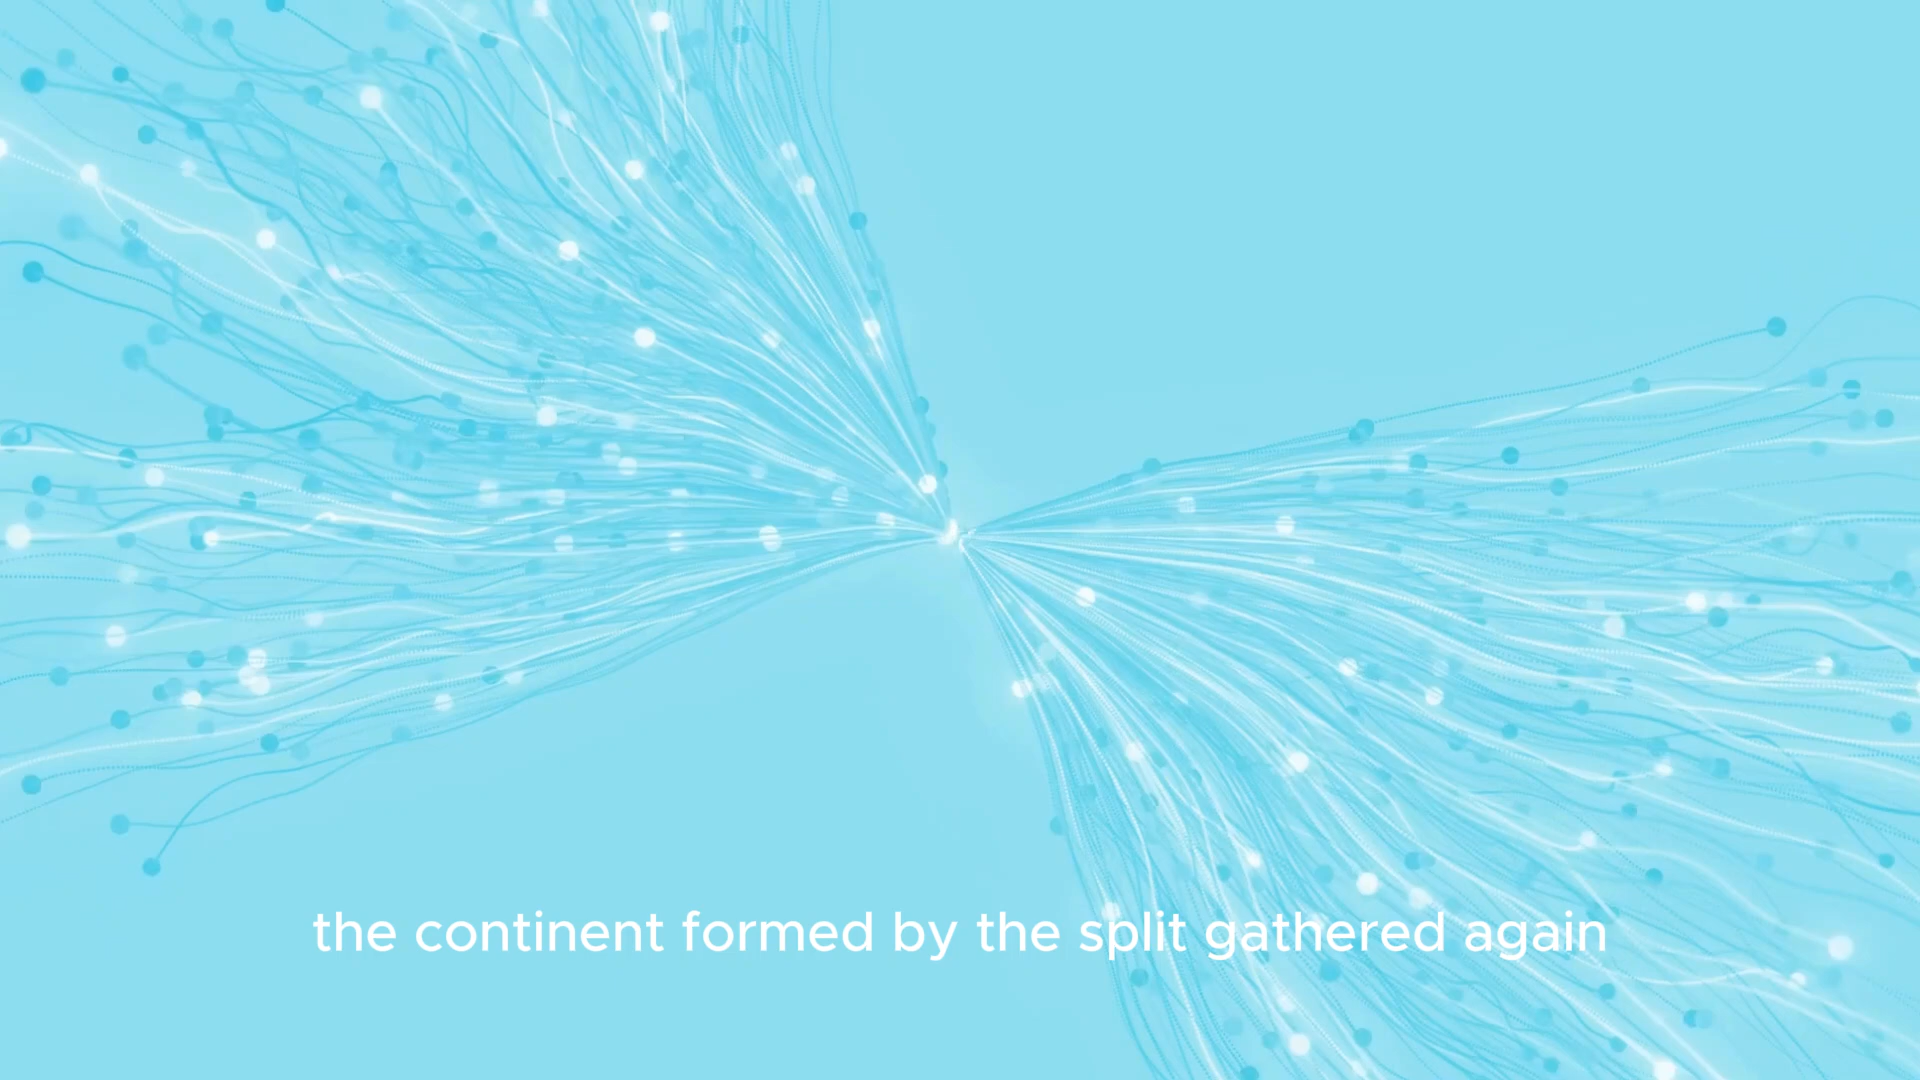 the continent formed by the split gathered again